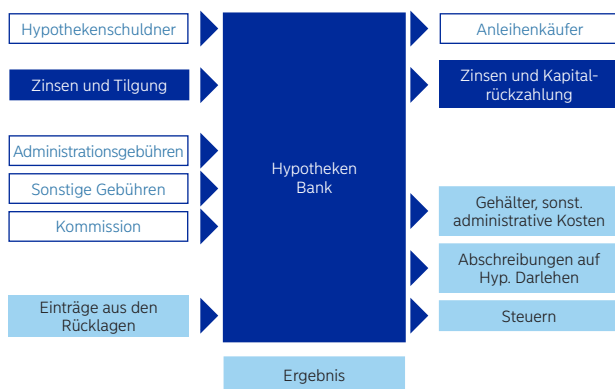 Hypothekenschuldner
Zinsen und Tilgung
Administrationsgebühren
Sonstige Gebühren
Kommission
Einträge aus den
Rücklagen
Hypotheken
Bank
Ergebnis
Anleihenkäufer
Zinsen und Kapital-
rückzahlung
Gehälter, sonst.
administrative Kosten
Abschreibungen auf
Hyp. Darlehen
Steuern